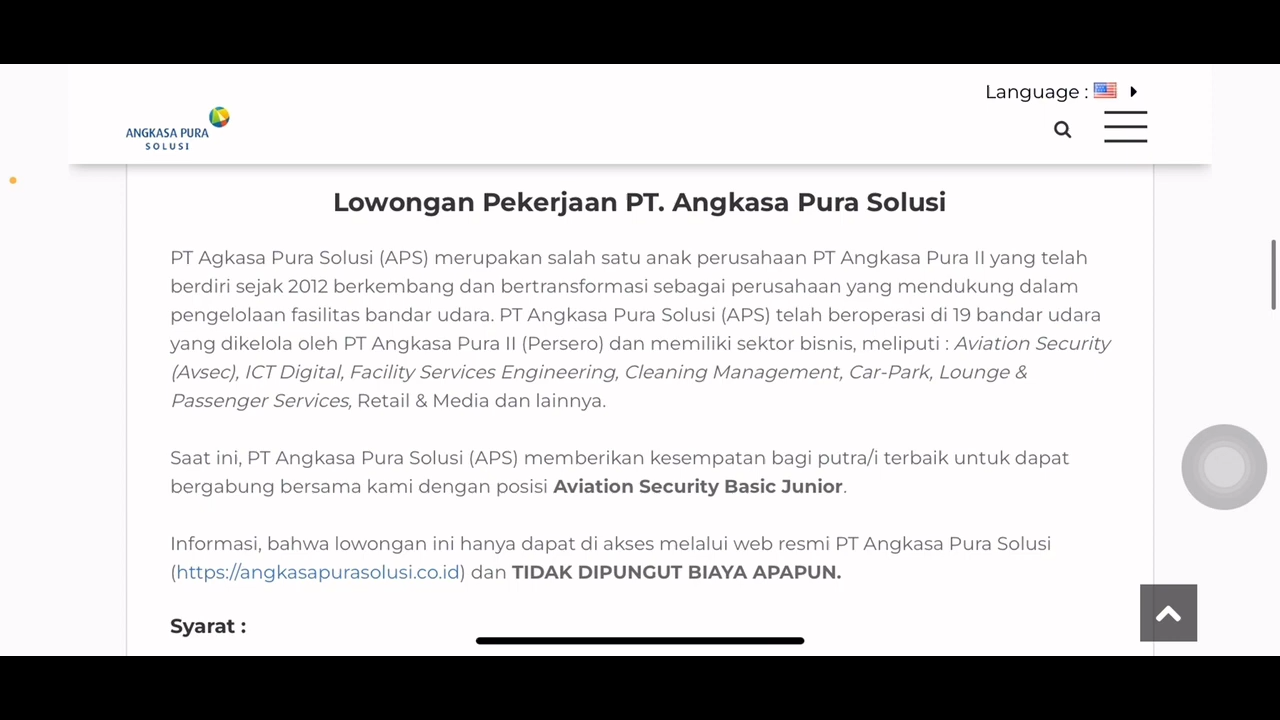 Language :
ANGKASA PURA
SOLUSI
Lowongan Pekerjaan PT. Angkasa Pura Solusi
PT Agkasa Pura Solusi (APS) merupakan salah satu anak perusahaan PT Angkasa Pura II yang telah
berdiri sejak 2012 berkembang dan bertransformasi sebagai perusahaan yang mendukung dalam
pengelolaan fasilitas bandar udara. PT Angkasa Pura Solusi (APS) telah beroperasi di 19 bandar udara
yang dikelola oleh PT Angkasa Pura II (Persero) dan memiliki sektor bisnis, meliputi : Aviation Security
(Avsec), ICT Digital, Facility Services Engineering, Cleaning Management, Car-Park, Lounge &
Passenger Services, Retail & Media dan lainnya.
Saat ini, PT Angkasa Pura Solusi (APS) memberikan kesempatan bagi putra/i terbaik untuk dapat
bergabung bersama kami dengan posisi Aviation Security Basic Junior.
Informasi, bahwa lowongan ini hanya dapat di akses melalui web resmi PT Angkasa Pura Solusi
(https://angkasapurasolusi.co.id) dan TIDAK DIPUNGUT BIAYA APAPUN.
Syarat :